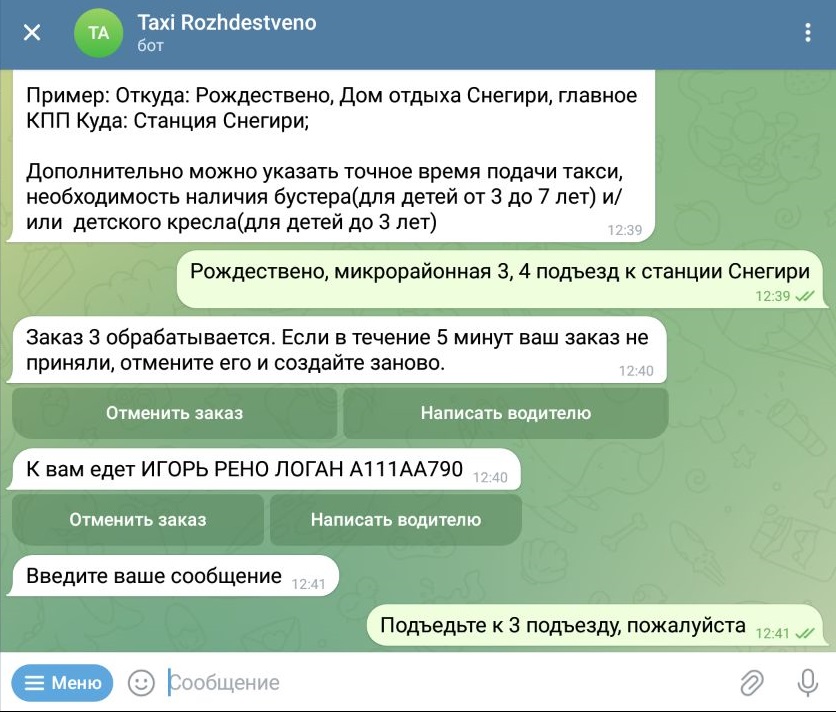 TA
Taxi Rozhdestveno
бот
Пример: Откуда: Рождествено, Дом отдыха Снегири, главное
КПП Куда: Станция Снегири;
Дополнительно можно указать точное время подачи такси,
необходимость наличия бустера(для детей от 3 до 7 лет) и/
или  детского кресла(для детей до 3 лет)
12:39
Рождествено, микрорайонная 3, 4 подъезд к станции Снегири
12:39
Заказ 3 обрабатывается. Если в течение 5 минут ваш заказ не
приняли, отмените его и создайте заново.
12:40
Отменить заказ
Написать водителю
К вам едет ИГОРЬ РЕНО ЛОГАН А111АА790
12:40
Отменить заказ
Написать водителю
Введите ваше сообщение
12:41
Подъедьте к 3 подъезду, пожалуйста
12:41
Меню
Сообщение